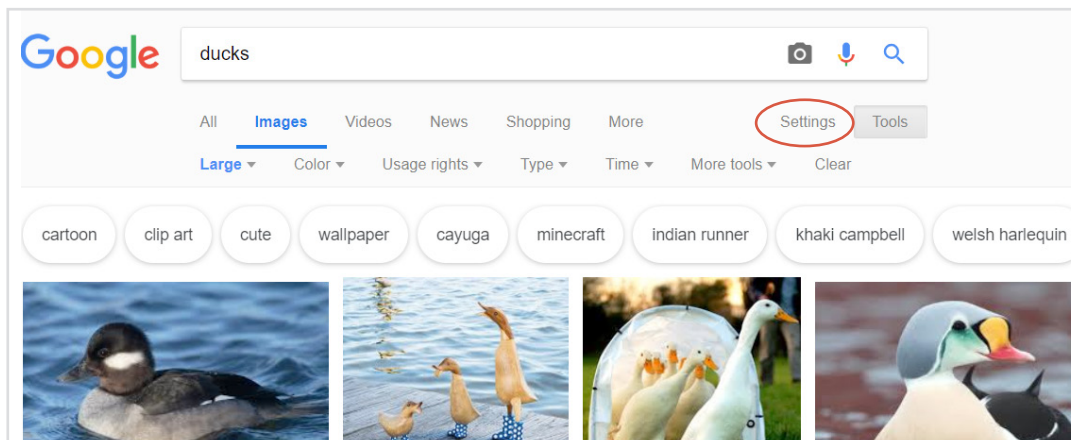 Google ducks
All Images Videos News Shopping More Settings Tools
Large Color Usage rights Type Time More tools Clear
cartoon clip art cute wallpaper cayuga minecraft indian runner khaki campbell welsh harlequin